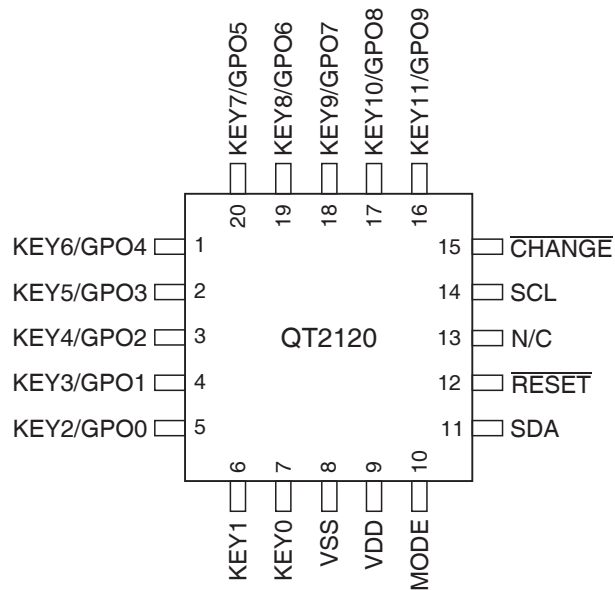 KEY7/GPO5
KEY8/GPO6
KEY9/GPO7
KEY10/GPO8
KEY11/GPO9
20
19
18
17
16
KEY6/GPO4 1
KEY5/GPO3 2
KEY4/GPO2 3
KEY3/GPO1 4
KEY2/GPO0 5
QT2120
15 CHANGE
14 SCL
13 N/C
12 RESET
11 SDA
6
7
8
9
10
KEY1
KEY0
VSS
VDD
MODE